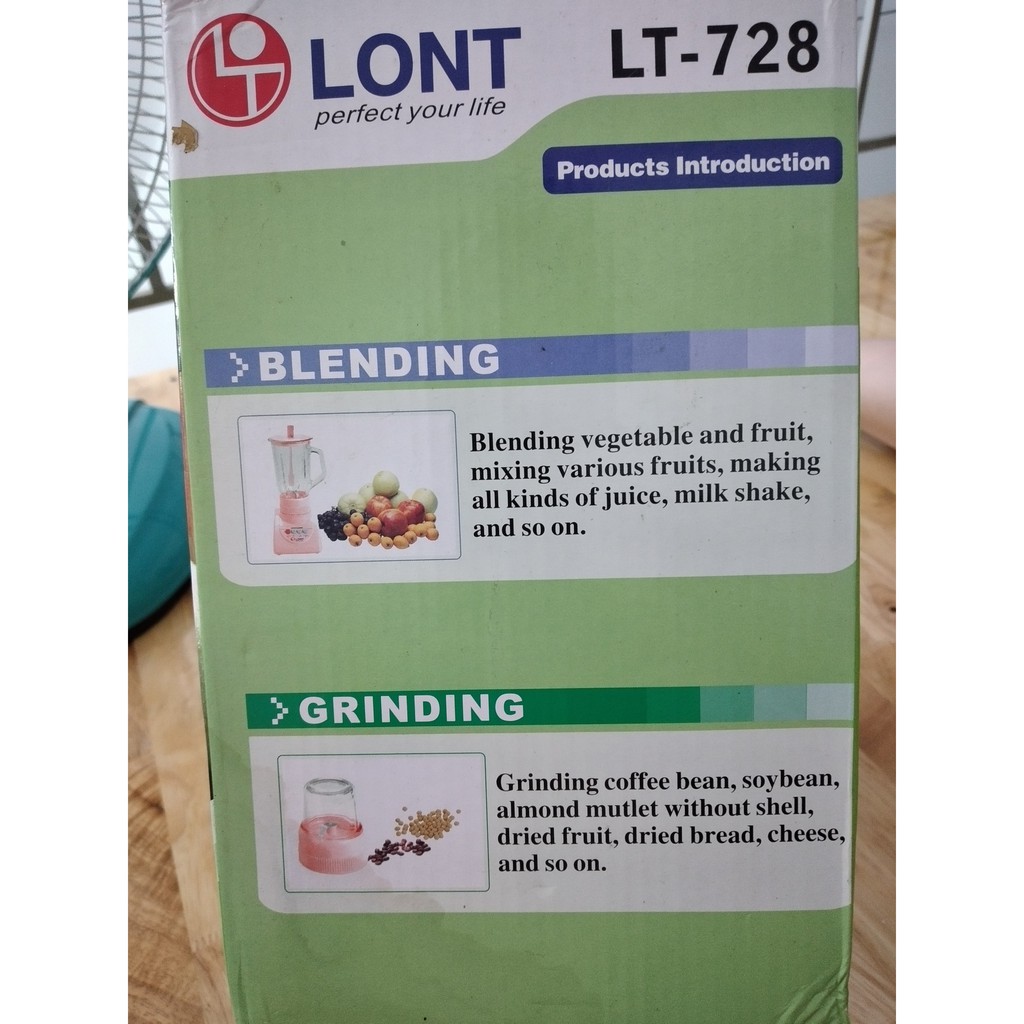 LONT
perfect your life
LT-728
Products Introduction
BLENDING
Blending vegetable and fruit,
mixing various fruits, making
all kinds of juice, milk shake,
and so on.
GRINDING
Grinding coffee bean, soybean,
almond mutlet without shell,
dried fruit, dried bread, cheese,
and so on.